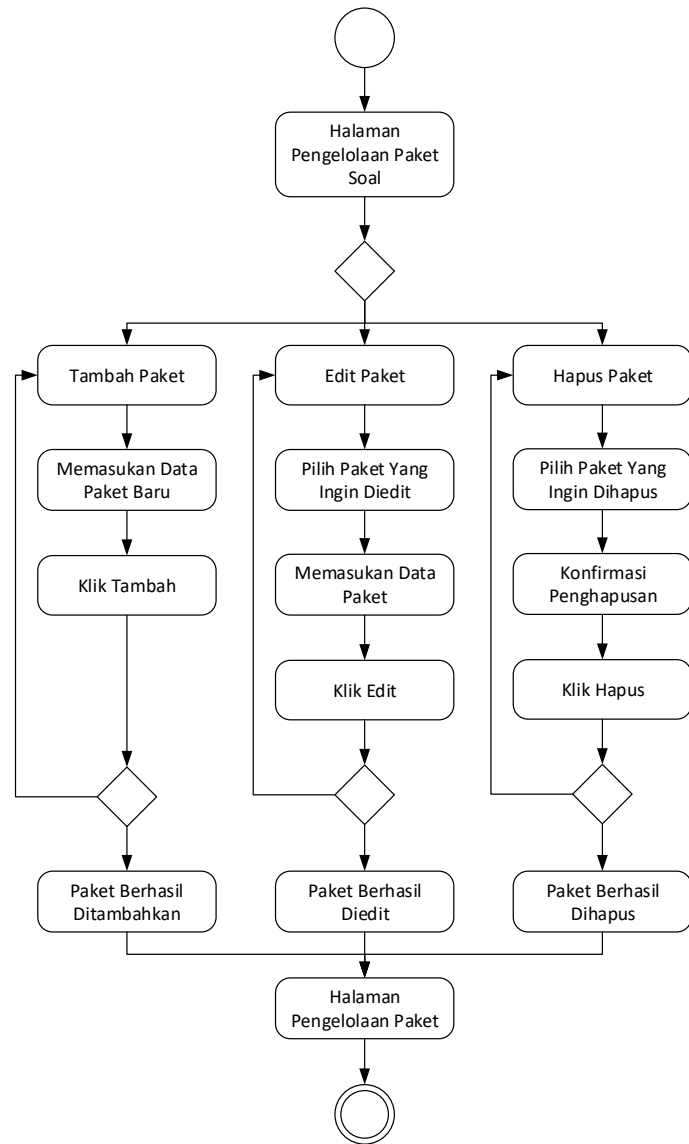 Halaman
Pengelolaan Paket
Soal
Tambah Paket
Edit Paket
Hapus Paket
Memasukan Data
Paket Baru
Pilih Paket Yang
Ingin Diedit
Pilih Paket Yang
Ingin Dihapus
Klik Tambah
Memasukan Data
Paket
Konfirmasi
Penghapusan
Klik Edit
Klik Hapus
Paket Berhasil
Ditambahkan
Paket Berhasil
Diedit
Paket Berhasil
Dihapus
Halaman
Pengelolaan Paket